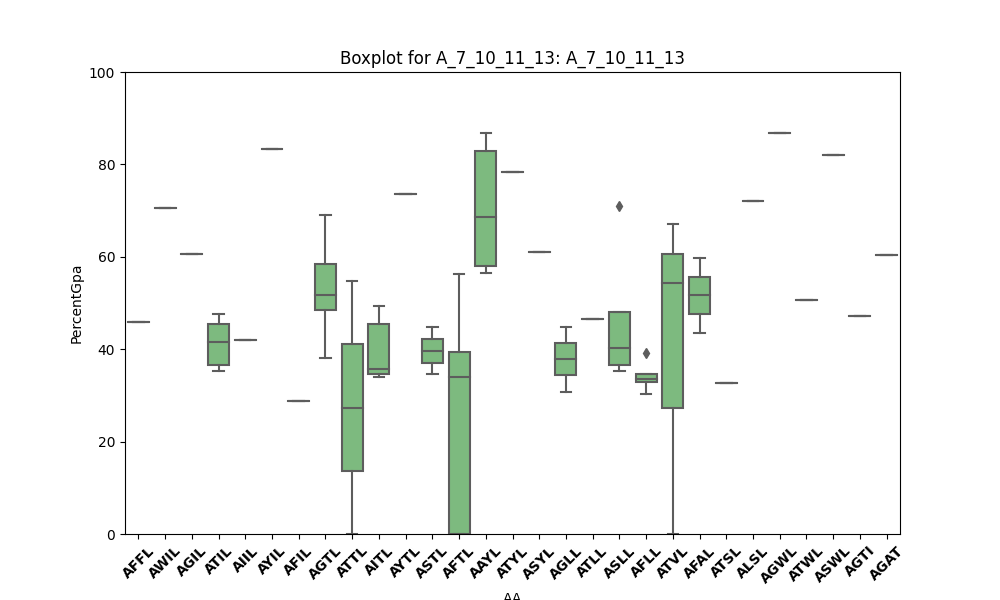 Boxplot for A_7_10_11_13: A_7_10_11_13
100
80
60
40
20
0
PercentGpa
AFFL
AWIL
AGIL
ATIL
AIIL
AYIL
AFIL
AGTL
ATTL
AITL
AYTL
ASTL
AFTL
AAYL
ATYL
ASYL
AGLL
ATLL
ASLL
AFLL
ATVL
AFAL
ATSL
ALSL
AGWL
ATWL
ASWL
AGTI
AGAT
AA